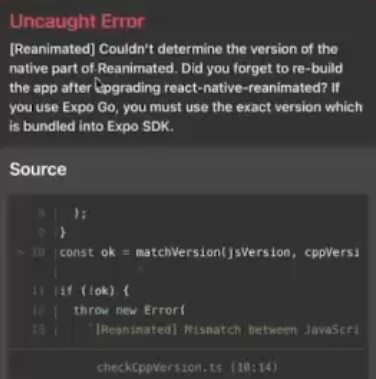 Uncaught Error
[Reanimated] Couldn't determine the version of the
native part of Reanimated. Did you forget to re-build
the app after upgrading react-native-reanimated? If
you use Expo Go, you must use the exact version which
is bundled into Expo SDK.
Source
8 | );
9 | }
> 10 | const ok = matchVersion(jsVersion, cppVersi
|
11 | if (!ok) {
12 | throw new Error(
13 | `[Reanimated] Mismatch between JavaScri
checkCppVersion.ts (10:14)